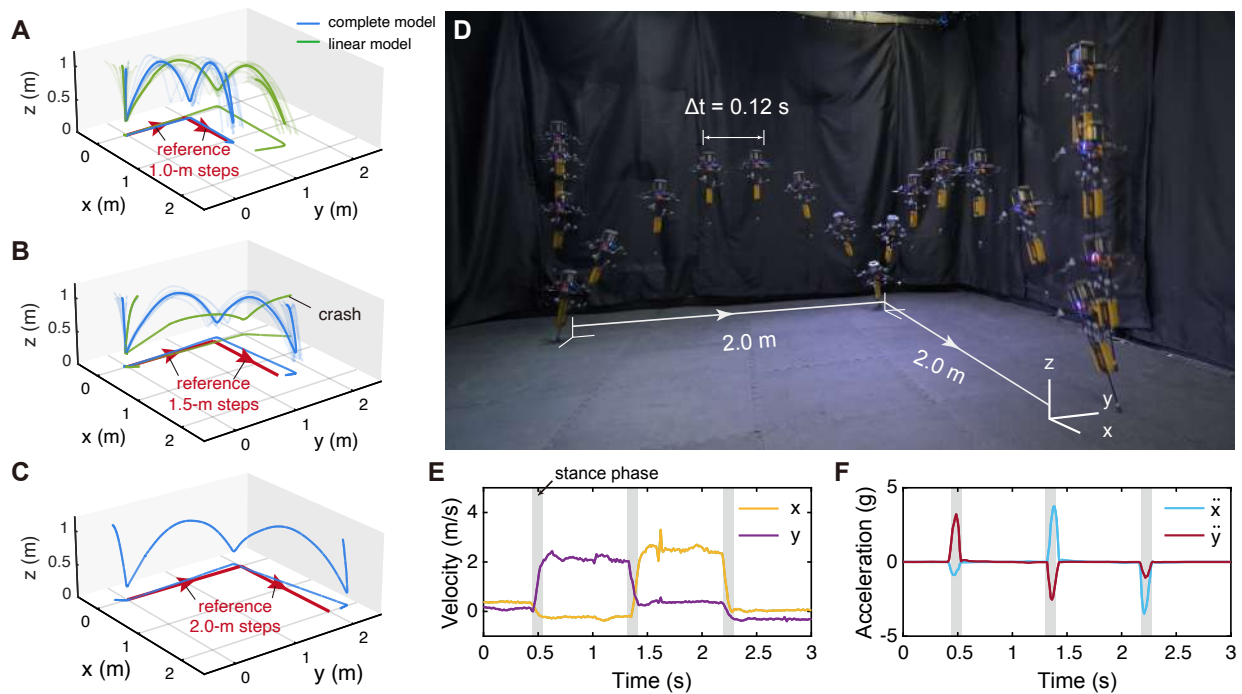 A
complete model
linear model
z (m)
1
0.5
0
0
1
2
x (m)
0
1
2
y (m)
reference
1.0-m steps
B
z (m)
1
0.5
0
0
1
2
x (m)
0
1
2
y (m)
crash
reference
1.5-m steps
C
z (m)
1
0.5
0
0
1
2
x (m)
0
1
2
y (m)
reference
2.0-m steps
D
Δt = 0.12 s
2.0 m
2.0 m
z
y
x
E
stance phase
Velocity (m/s)
4
2
0
x
y
0 0.5 1 1.5 2 2.5 3
Time (s)
F
Acceleration (g)
5
0
-5
ẍ
ÿ
0 0.5 1 1.5 2 2.5 3
Time (s)